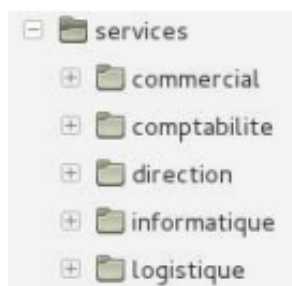 services
commercial
comptabilite
direction
informatique
logistique